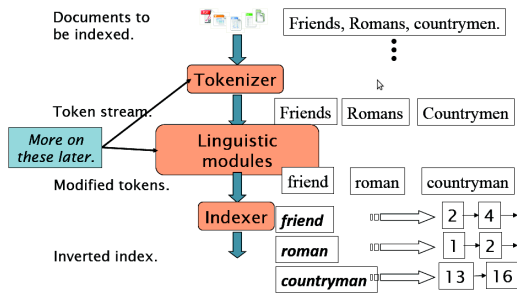 Documents to
be indexed.
Friends, Romans, countrymen.
Tokenizer
Token stream.
Friends Romans Countrymen
More on
these later.
Linguistic
modules
Modified tokens.
friend roman countryman
Indexer
friend 2 4
roman 1 2
Inverted index.
countryman 13 16